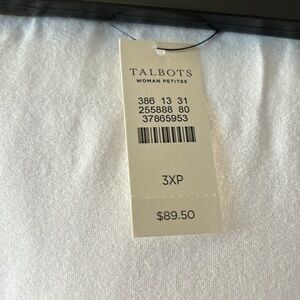 TALBOTS
WOMAN PETITES
386 13 31
255888 80
37865953
3XP
$89.50